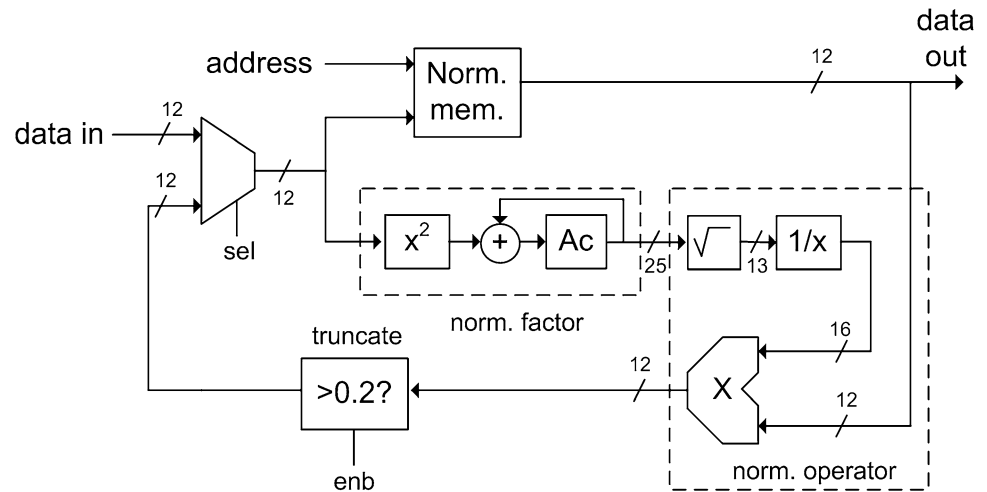 data
out
12
address
Norm.
mem.
12
data in
12
12
sel
x²
+
Ac
25
√
13
1/x
norm. factor
truncate
16
>0.2?
12
X
12
enb
norm. operator